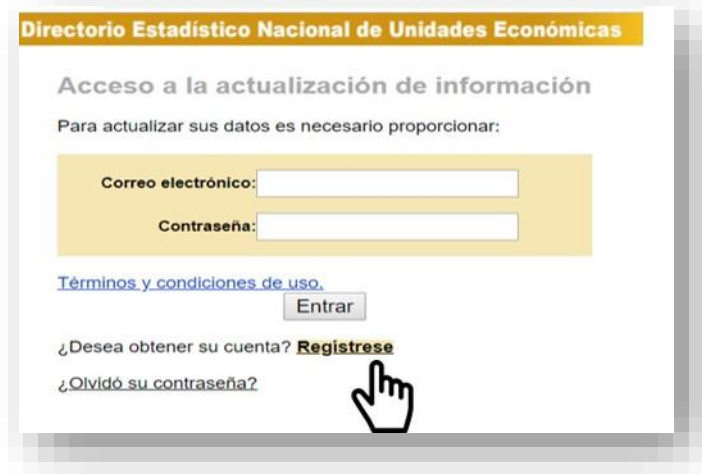 Directorio Estadístico Nacional de Unidades Económicas
Acceso a la actualización de información
Para actualizar sus datos es necesario proporcionar:
Correo electrónico:
Contraseña:
Términos y condiciones de uso.
Entrar
¿Desea obtener su cuenta? Regístrese
¿Olvidó su contraseña?